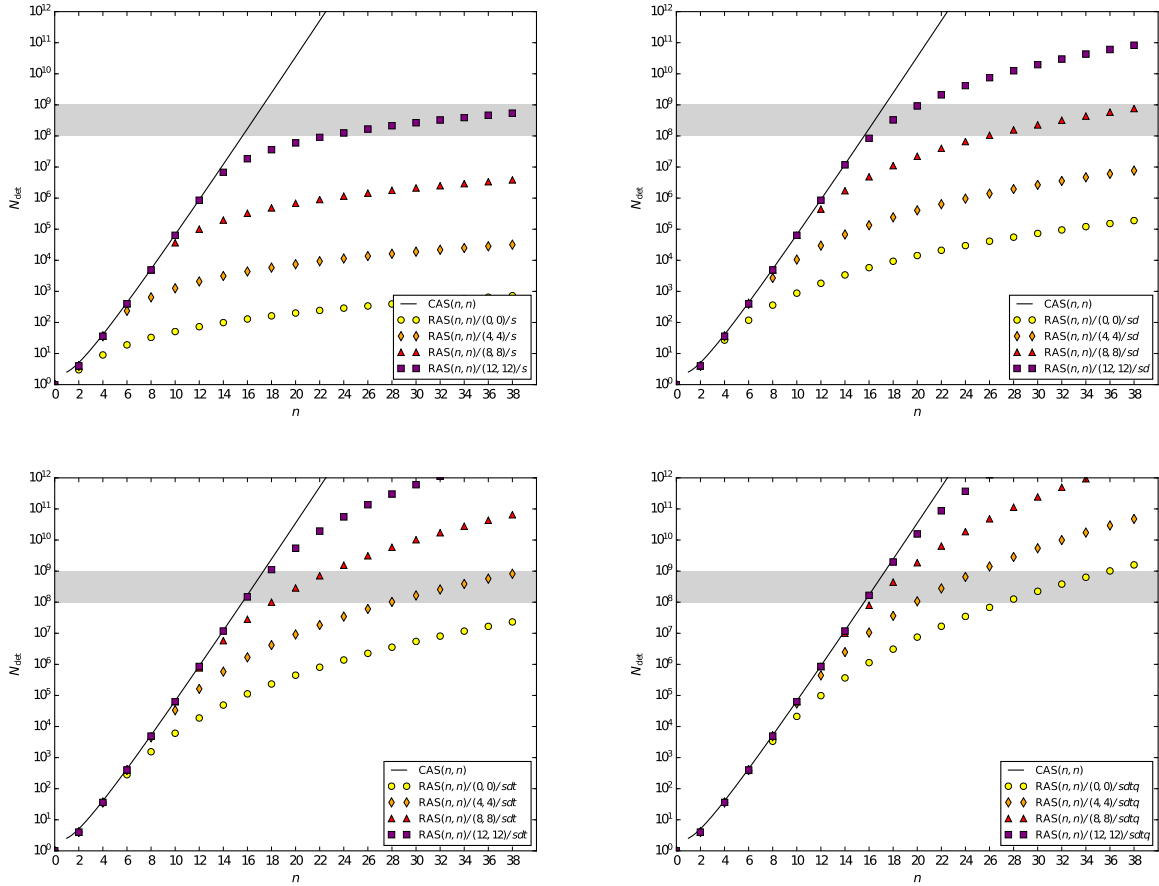 10^12
10^11
10^10
10^9
10^8
10^7
10^6
10^5
10^4
10^3
10^2
10^1
10^0
N_det
0 2 4 6 8 10 12 14 16 18 20 22 24 26 28 30 32 34 36 38
n
CAS(n, n)
RAS(n, n)/(0, 0)/s
RAS(n, n)/(4, 4)/s
RAS(n, n)/(8, 8)/s
RAS(n, n)/(12, 12)/s
10^12
10^11
10^10
10^9
10^8
10^7
10^6
10^5
10^4
10^3
10^2
10^1
10^0
N_det
0 2 4 6 8 10 12 14 16 18 20 22 24 26 28 30 32 34 36 38
n
CAS(n, n)
RAS(n, n)/(0, 0)/sd
RAS(n, n)/(4, 4)/sd
RAS(n, n)/(8, 8)/sd
RAS(n, n)/(12, 12)/sd
10^12
10^11
10^10
10^9
10^8
10^7
10^6
10^5
10^4
10^3
10^2
10^1
10^0
N_det
0 2 4 6 8 10 12 14 16 18 20 22 24 26 28 30 32 34 36 38
n
CAS(n, n)
RAS(n, n)/(0, 0)/sdt
RAS(n, n)/(4, 4)/sdt
RAS(n, n)/(8, 8)/sdt
RAS(n, n)/(12, 12)/sdt
10^12
10^11
10^10
10^9
10^8
10^7
10^6
10^5
10^4
10^3
10^2
10^1
10^0
N_det
0 2 4 6 8 10 12 14 16 18 20 22 24 26 28 30 32 34 36 38
n
CAS(n, n)
RAS(n, n)/(0, 0)/sdtq
RAS(n, n)/(4, 4)/sdtq
RAS(n, n)/(8, 8)/sdtq
RAS(n, n)/(12, 12)/sdtq